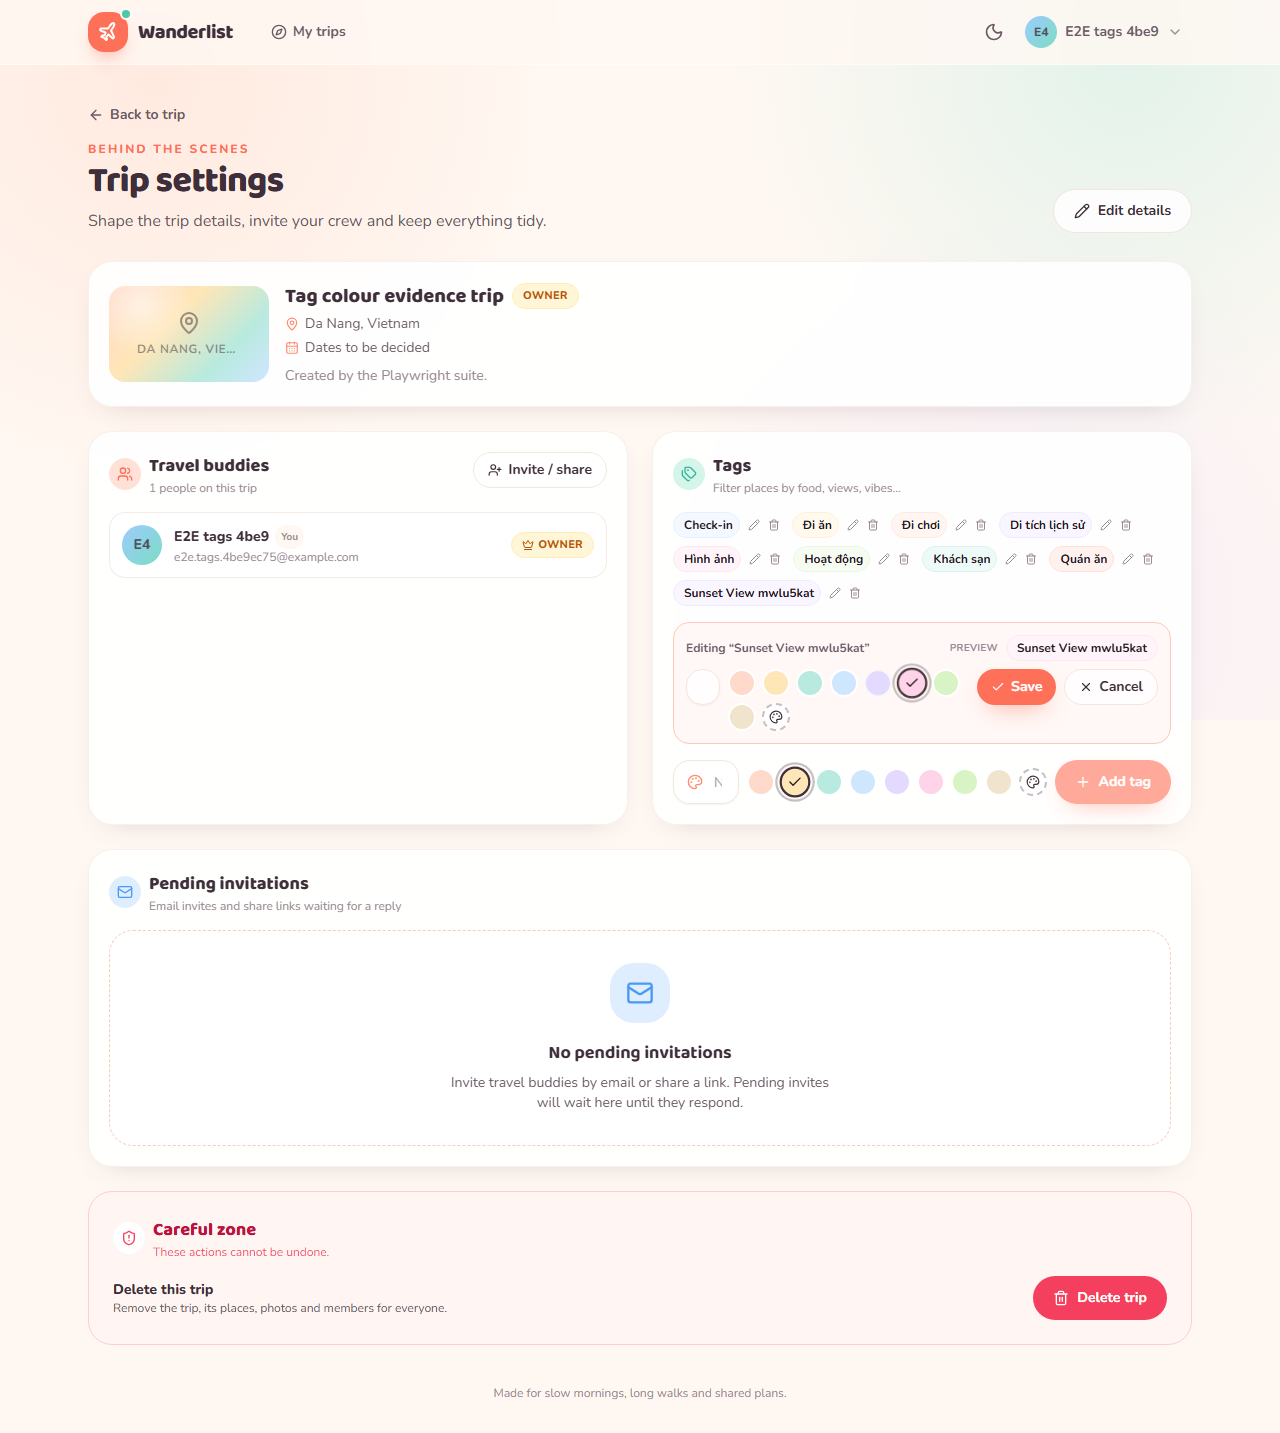 Wanderlist
My trips
E4
E2E tags 4be9
Back to trip
BEHIND THE SCENES
Trip settings
Shape the trip details, invite your crew and keep everything tidy.
Edit details
DA NANG, VIE...
Tag colour evidence trip
OWNER
Da Nang, Vietnam
Dates to be decided
Created by the Playwright suite.
Travel buddies
1 people on this trip
Invite / share
E4
E2E tags 4be9
You
e2e.tags.4be9ec75@example.com
OWNER
Tags
Filter places by food, views, vibes...
Check-in
Đi ăn
Đi chơi
Di tích lịch sử
Hình ảnh
Hoạt động
Khách sạn
Quán ăn
Sunset View mwlu5kat
Editing “Sunset View mwlu5kat”
PREVIEW
Sunset View mwlu5kat
Save
Cancel
Add tag
Pending invitations
Email invites and share links waiting for a reply
No pending invitations
Invite travel buddies by email or share a link. Pending invites
will wait here until they respond.
Careful zone
These actions cannot be undone.
Delete this trip
Remove the trip, its places, photos and members for everyone.
Delete trip
Made for slow mornings, long walks and shared plans.